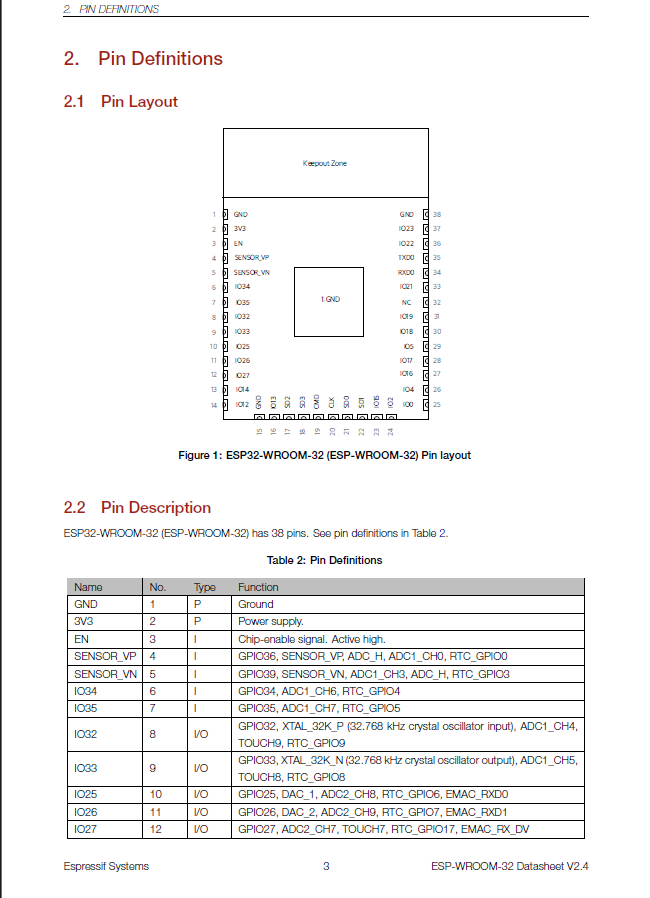 2. PIN DEFINITIONS
2. Pin Definitions
2.1 Pin Layout
Keepout Zone
1 GND
2 3V3
3 EN
4 SENSOR_VP
5 SENSOR_VN
6 IO34
7 IO35
8 IO32
9 IO33
10 IO25
11 IO26
12 IO27
13 IO14
14 IO12
1 GND
GND 38
IO23 37
IO22 36
TXD0 35
RXD0 34
IO21 33
NC 32
IO19 31
IO18 30
IO5 29
IO17 28
IO16 27
IO4 26
IO0 25
GND IO13 SD2 SD3 CMD CLK SD0 SD1 IO15 IO2
15 16 17 18 19 20 21 22 23 24
Figure 1: ESP32-WROOM-32 (ESP-WROOM-32) Pin layout
2.2 Pin Description
ESP32-WROOM-32 (ESP-WROOM-32) has 38 pins. See pin definitions in Table 2.
Table 2: Pin Definitions
Name No. Type Function
GND 1 P Ground
3V3 2 P Power supply.
EN 3 I Chip-enable signal. Active high.
SENSOR_VP 4 I GPIO36, SENSOR_VP, ADC_H, ADC1_CH0, RTC_GPIO0
SENSOR_VN 5 I GPIO39, SENSOR_VN, ADC1_CH3, ADC_H, RTC_GPIO3
IO34 6 I GPIO34, ADC1_CH6, RTC_GPIO4
IO35 7 I GPIO35, ADC1_CH7, RTC_GPIO5
IO32 8 I/O GPIO32, XTAL_32K_P (32.768 kHz crystal oscillator input), ADC1_CH4,
TOUCH9, RTC_GPIO9
IO33 9 I/O GPIO33, XTAL_32K_N (32.768 kHz crystal oscillator output), ADC1_CH5,
TOUCH8, RTC_GPIO8
IO25 10 I/O GPIO25, DAC_1, ADC2_CH8, RTC_GPIO6, EMAC_RXD0
IO26 11 I/O GPIO26, DAC_2, ADC2_CH9, RTC_GPIO7, EMAC_RXD1
IO27 12 I/O GPIO27, ADC2_CH7, TOUCH7, RTC_GPIO17, EMAC_RX_DV
Espressif Systems 3 ESP-WROOM-32 Datasheet V2.4